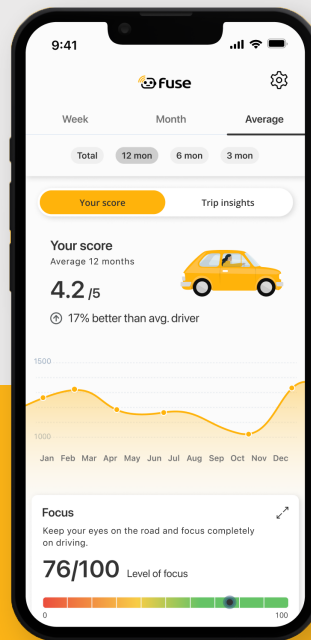 9:41
fuse
Week Month Average
Total 12 mon 6 mon 3 mon
Your score Trip insights
Your score
Average 12 months
4.2 /5
17% better than avg. driver
1500
1000
Jan Feb Mar Apr May Jun Jul Aug Sep Oct Nov Dec
Focus
Keep your eyes on the road and focus completely
on driving.
76/100 Level of focus
0 100